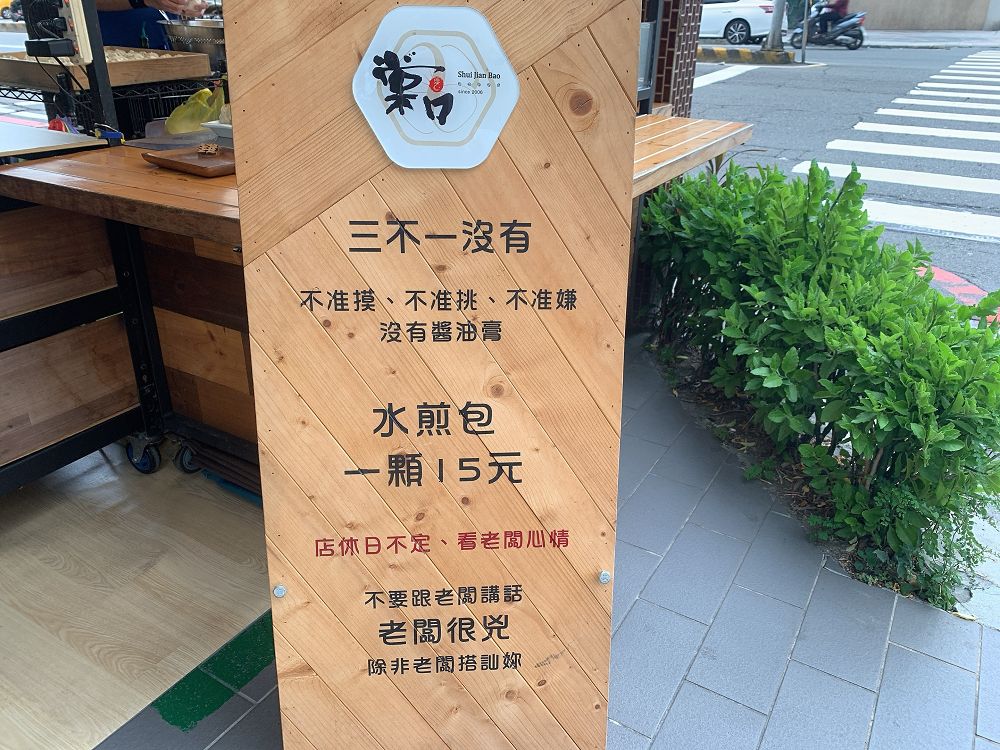 Shui Jian Bao
since 2006
三不一沒有
不准摸、不准挑、不准嫌
沒有醬油膏
水煎包
一顆15元
店休日不定、看老闆心情
不要跟老闆講話
老闆很兇
除非老闆搭訕妳